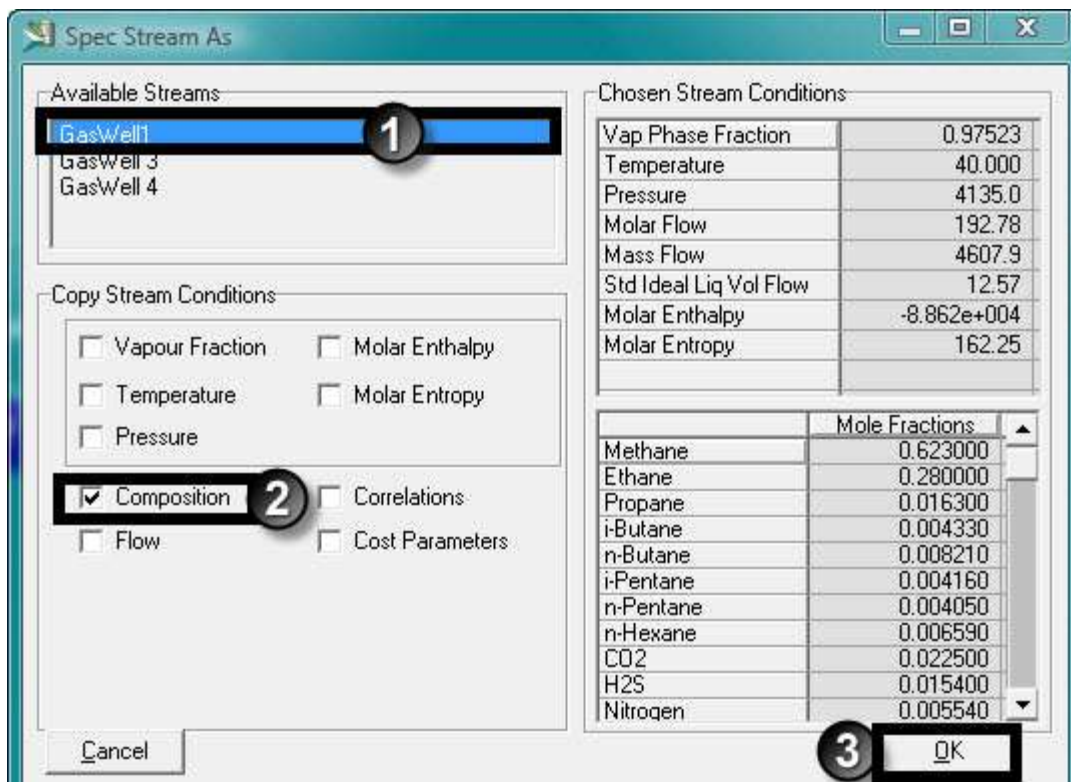 Spec Stream As
Available Streams
GasWell1
1
GasWell 3
GasWell 4
Copy Stream Conditions
Vapour Fraction
Molar Enthalpy
Temperature
Molar Entropy
Pressure
Composition
2
Correlations
Flow
Cost Parameters
Cancel
Chosen Stream Conditions
Vap Phase Fraction 0.97523
Temperature 40.000
Pressure 4135.0
Molar Flow 192.78
Mass Flow 4607.9
Std Ideal Liq Vol Flow 12.57
Molar Enthalpy -8.862e+004
Molar Entropy 162.25
Mole Fractions
Methane 0.623000
Ethane 0.280000
Propane 0.016300
i-Butane 0.004330
n-Butane 0.008210
i-Pentane 0.004160
n-Pentane 0.004050
n-Hexane 0.006590
CO2 0.022500
H2S 0.015400
Nitrogen 0.005540
3
OK